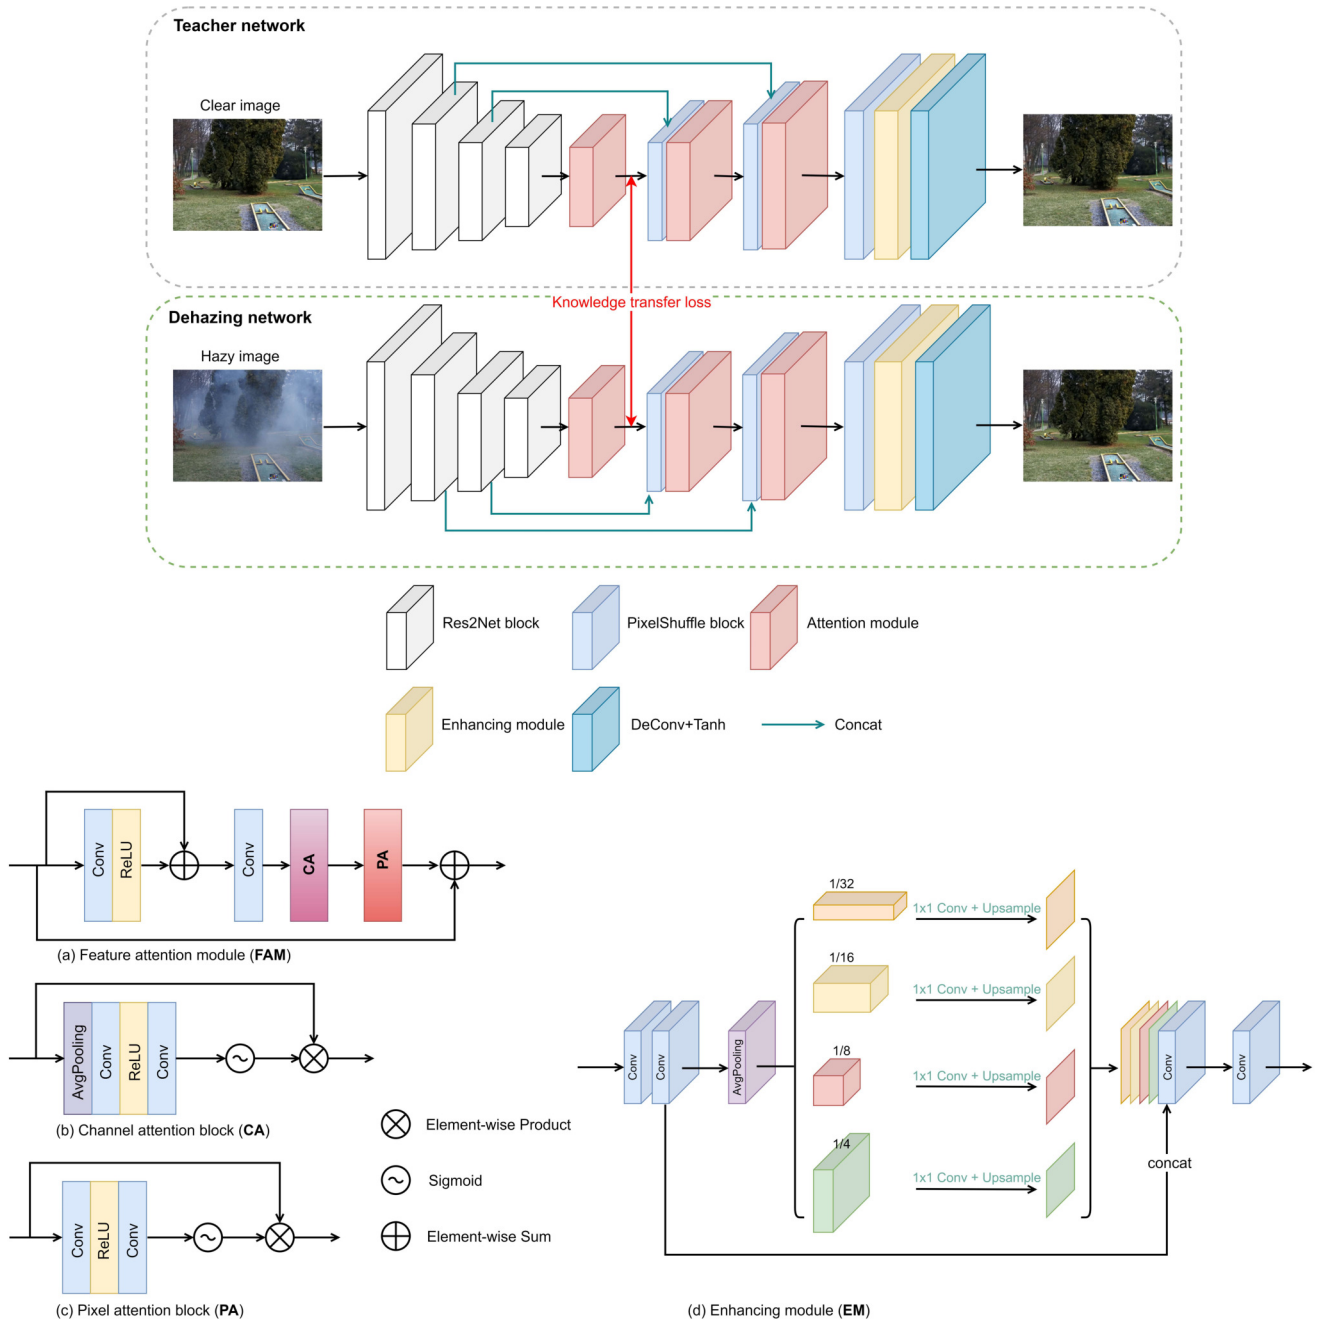 Teacher network
Clear image
Knowledge transfer loss
Dehazing network
Hazy image
Res2Net block
PixelShuffle block
Attention module
Enhancing module
DeConv+Tanh
Concat
Conv
ReLU
Conv
CA
PA
(a) Feature attention module (FAM)
AvgPooling
Conv
ReLU
Conv
(b) Channel attention block (CA)
Conv
ReLU
Conv
(c) Pixel attention block (PA)
Element-wise Product
Sigmoid
Element-wise Sum
Conv
Conv
AvgPooling
1/32
1x1 Conv + Upsample
1/16
1x1 Conv + Upsample
1/8
1x1 Conv + Upsample
1/4
1x1 Conv + Upsample
Conv
Conv
concat
(d) Enhancing module (EM)